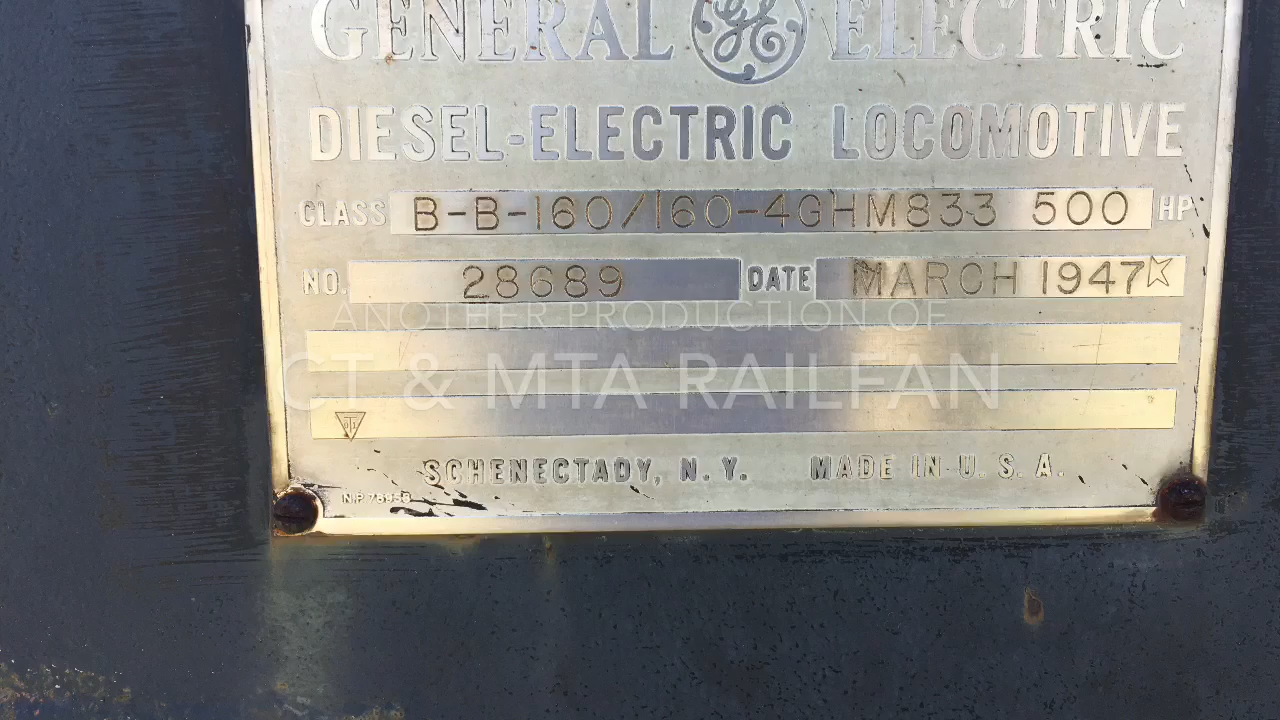 GENERAL GE ELECTRIC
DIESEL-ELECTRIC LOCOMOTIVE
CLASS B-B-160/160-4GHM833 500 HP
NO. 28689 DATE MARCH 1947
ANOTHER PRODUCTION OF
CT & MTA RAILFAN
SCHENECTADY, N. Y. MADE IN U. S. A.